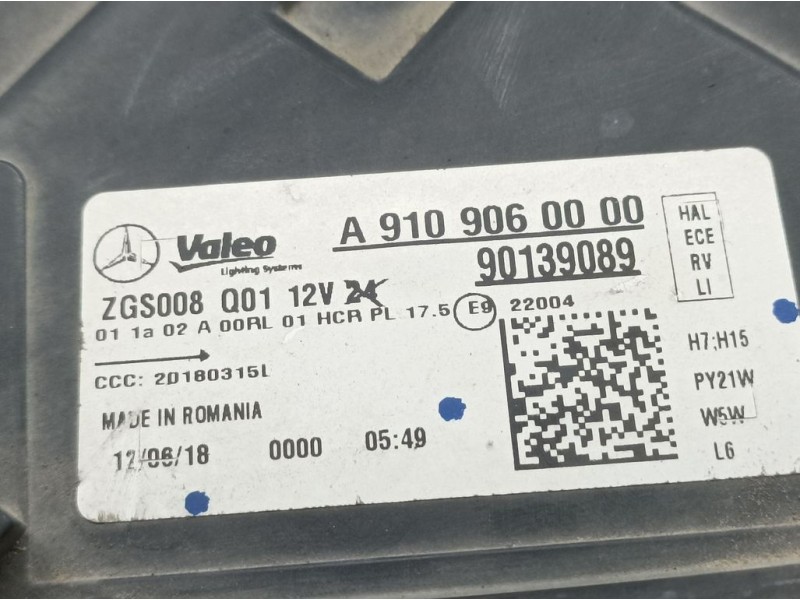 Valeo
Lighting Systems
A 910 906 00 00
90139089
HAL
ECE
RV
LI
ZGS008 Q01 12V 24
01 1a 02 A 00RL 01 HCR PL 17.5 E9 22004
CCC: 2D180315L
MADE IN ROMANIA
12/06/18 0000 05:49
H7;H15
PY21W
W5W
L6